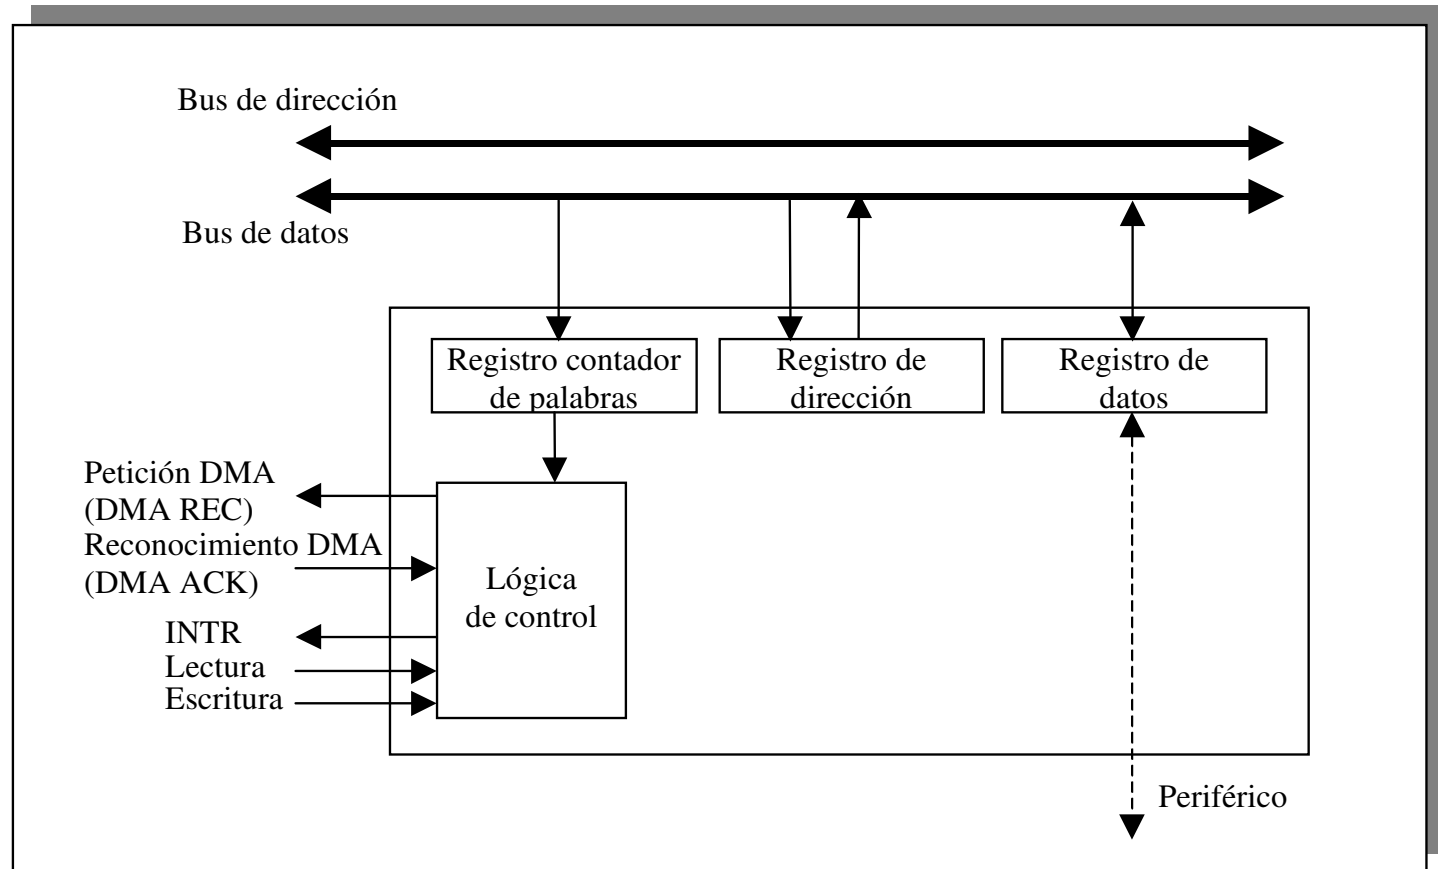 Bus de dirección
Bus de datos
Registro contador
de palabras
Registro de
dirección
Registro de
datos
Petición DMA
(DMA REC)
Reconocimiento DMA
(DMA ACK)
INTR
Lectura
Escritura
Lógica
de control
Periférico